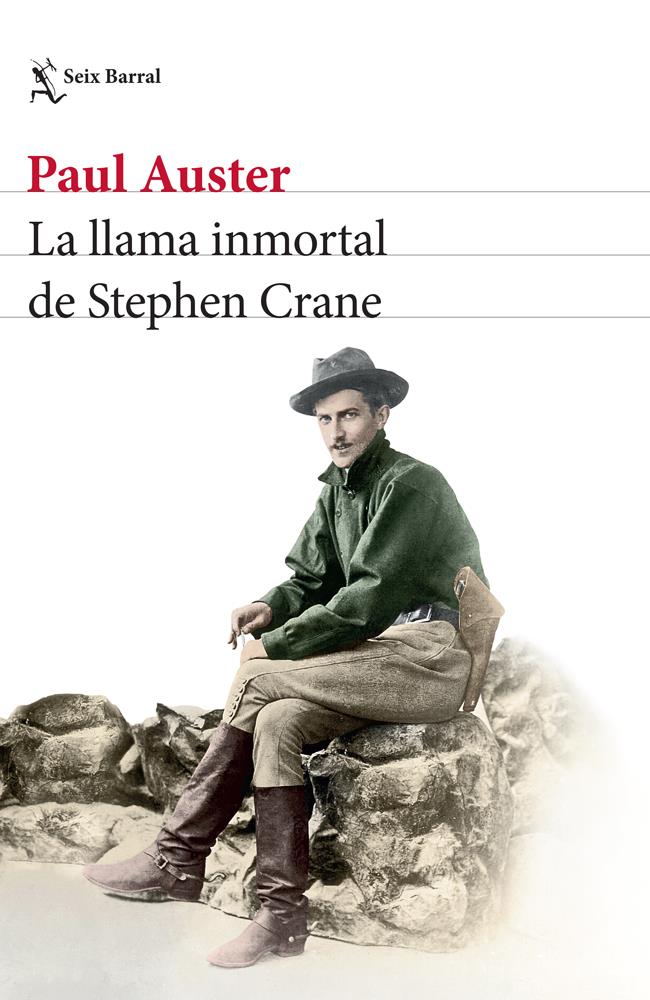 Seix Barral
Paul Auster
La llama inmortal
de Stephen Crane